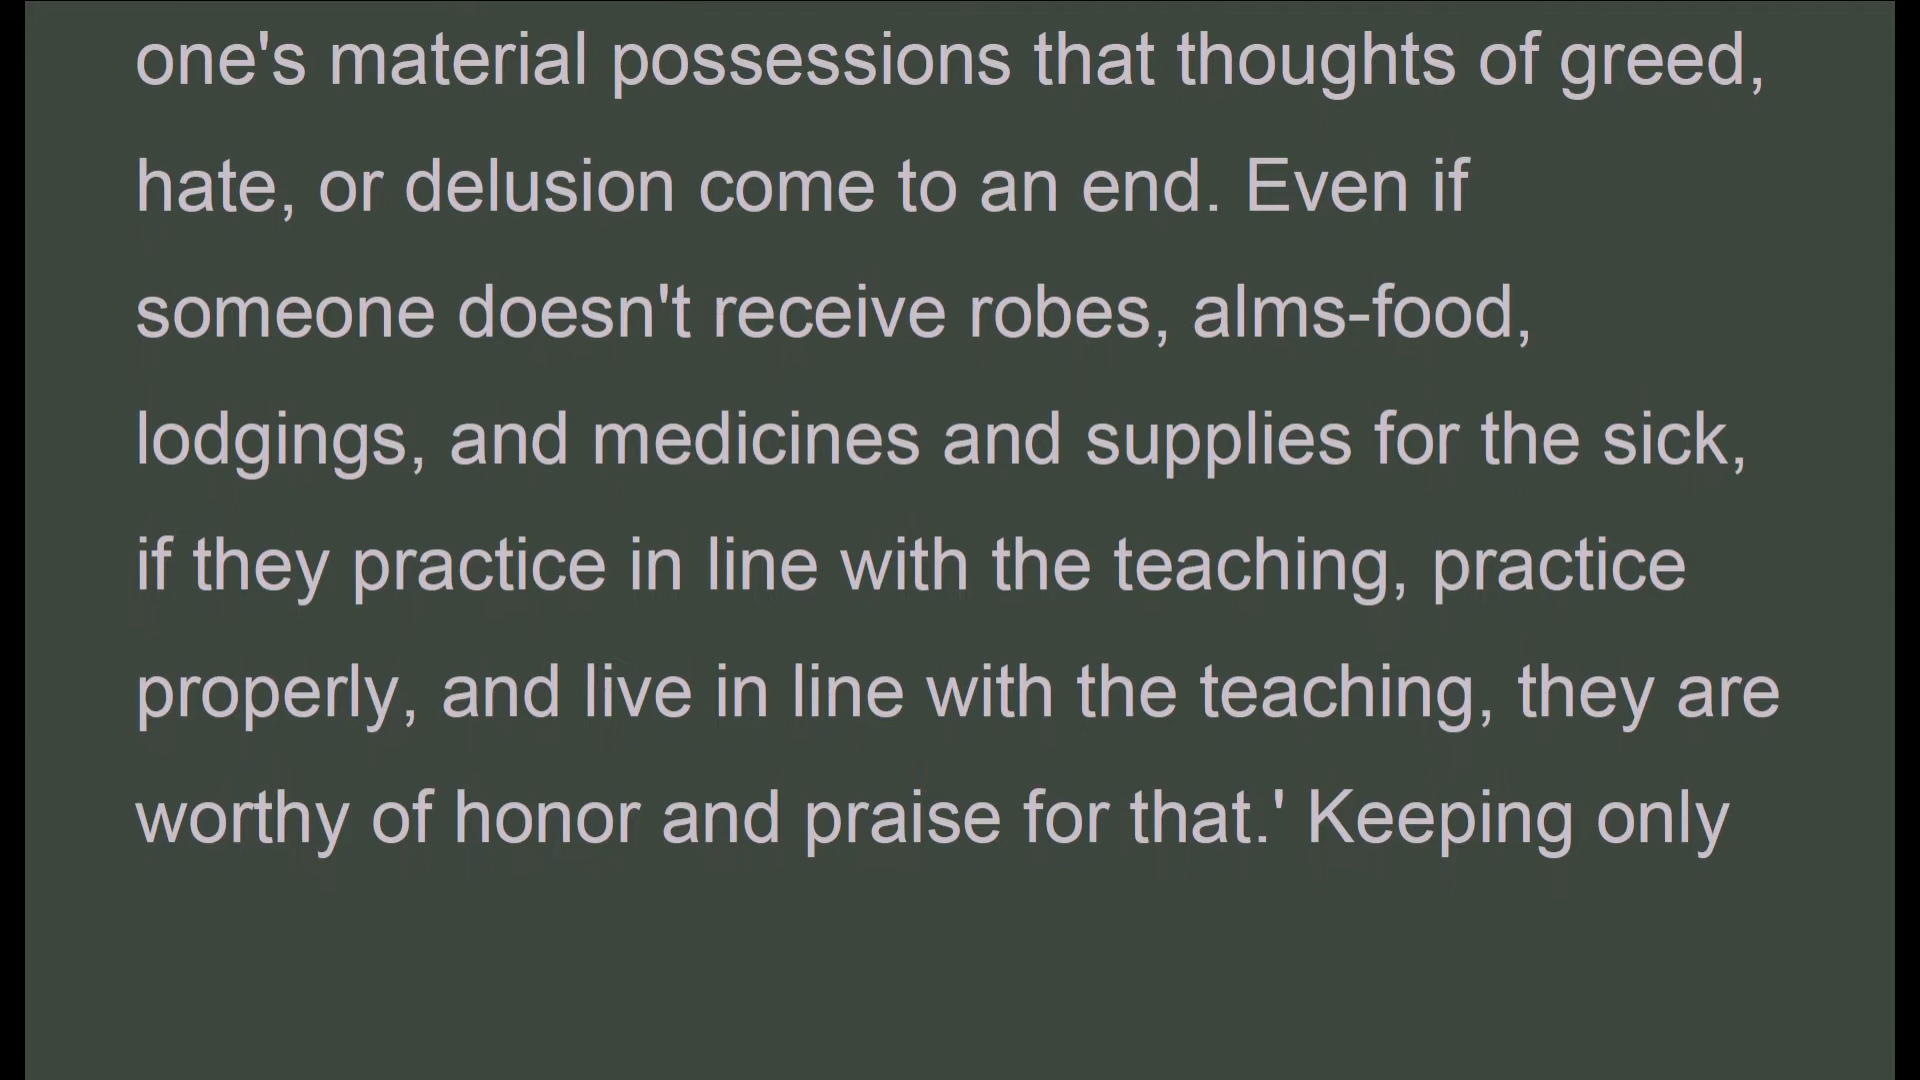 one's material possessions that thoughts of greed,
hate, or delusion come to an end. Even if
someone doesn't receive robes, alms-food,
lodgings, and medicines and supplies for the sick,
if they practice in line with the teaching, practice
properly, and live in line with the teaching, they are
worthy of honor and praise for that.' Keeping only